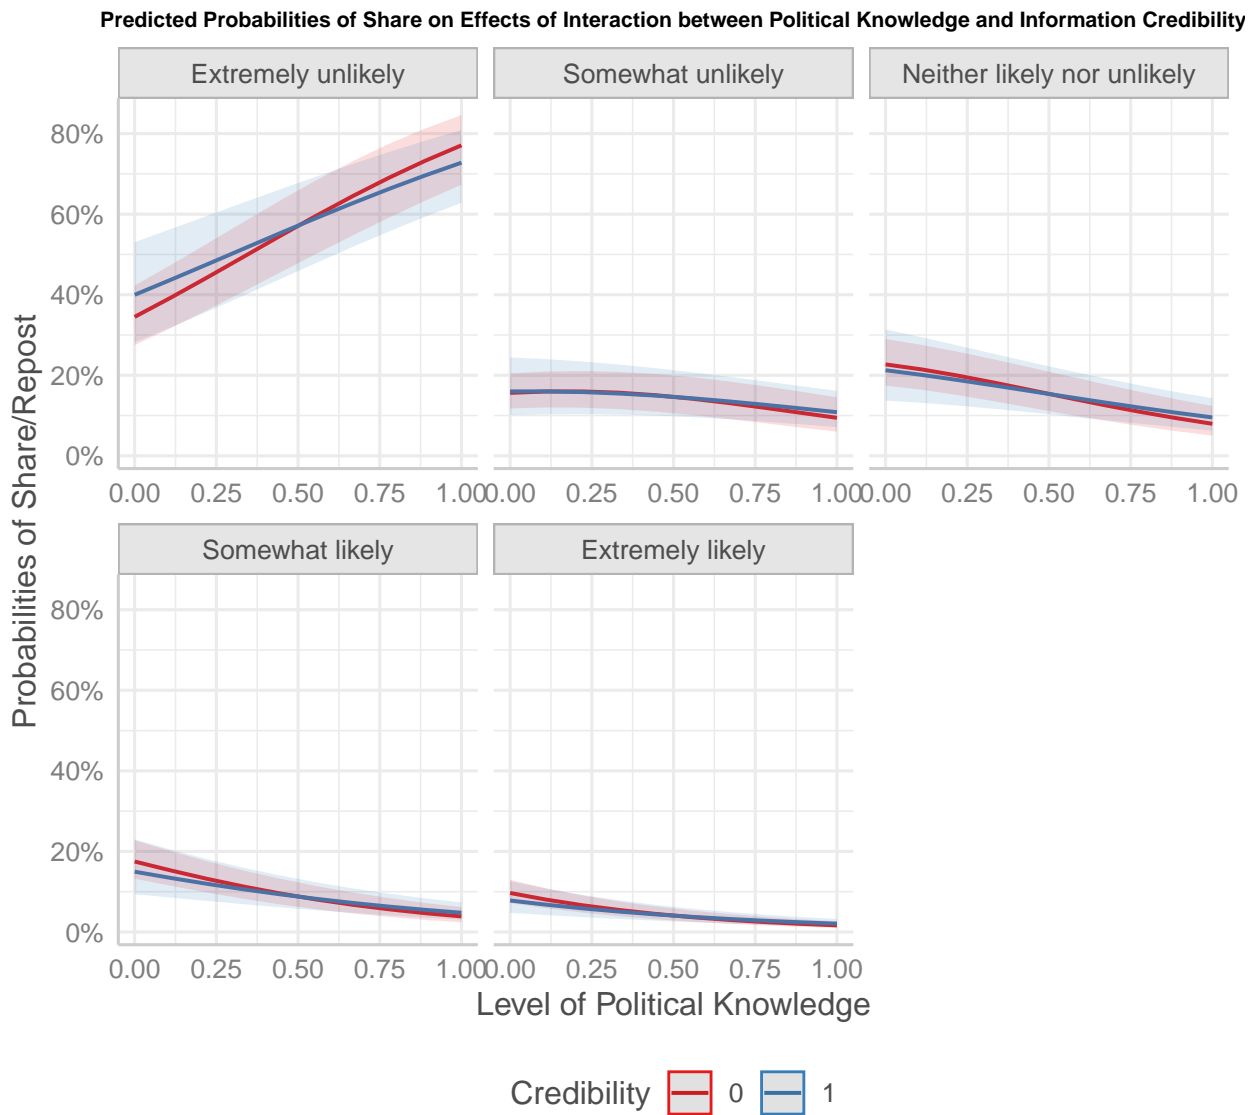 Predicted Probabilities of Share on Effects of Interaction between Political Knowledge and Information Credibility
Extremely unlikely
Somewhat unlikely
Neither likely nor unlikely
80%
60%
40%
20%
0%
0.00 0.25 0.50 0.75 1.00
0.00 0.25 0.50 0.75 1.00
0.00 0.25 0.50 0.75 1.00
Probabilities of Share/Repost
Somewhat likely
Extremely likely
80%
60%
40%
20%
0%
0.00 0.25 0.50 0.75 1.00
0.00 0.25 0.50 0.75 1.00
Level of Political Knowledge
Credibility 0 1